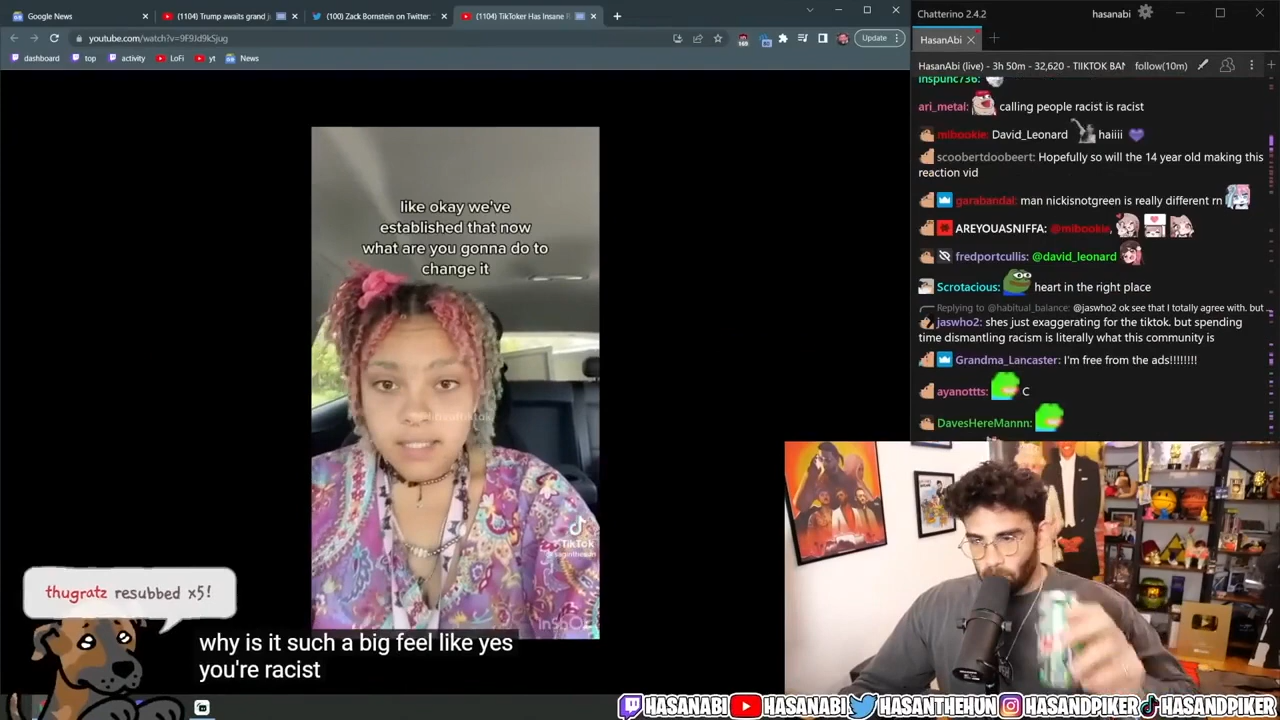 Google News
(1104) Trump awaits grand j
(100) Zack Bornstein on Twitter:
(1104) TikToker Has Insane
Chatterino 2.4.2
hasanabi
youtube.com/watch?v=9F9Jd9kSjug
Update
HasanAbi
dashboard
top
activity
LoFi
yt
News
HasanAbi (live) - 3h 50m - 32,620 - TIKTOK BAN
follow(10m)
inspunc736:
ari_metal: calling people racist is racist
mibookie: David_Leonard haiiii
scoobertdoobeert: Hopefully so will the 14 year old making this
reaction vid
garabandal: man nickisnotgreen is really different rn
AREYOUASNIFFA: @mibookie,
fredportcullis: @david_leonard
Scrotacious: heart in the right place
Replying to @habitual_balance: @jaswho2 ok see that I totally agree with. but
jaswho2: shes just exaggerating for the tiktok. but spending
time dismantling racism is literally what this community is
Grandma_Lancaster: I'm free from the ads!!!!!!!!
ayanottts: C
DavesHereMannn:
like okay we've
established that now
what are you gonna do to
change it
TikTok
InShOt
thugratz resubbed x5!
why is it such a big feel like yes
you're racist
HASANABI
HASANABI
HASANTHEHUN
HASANDPIKER
HASANDPIKER